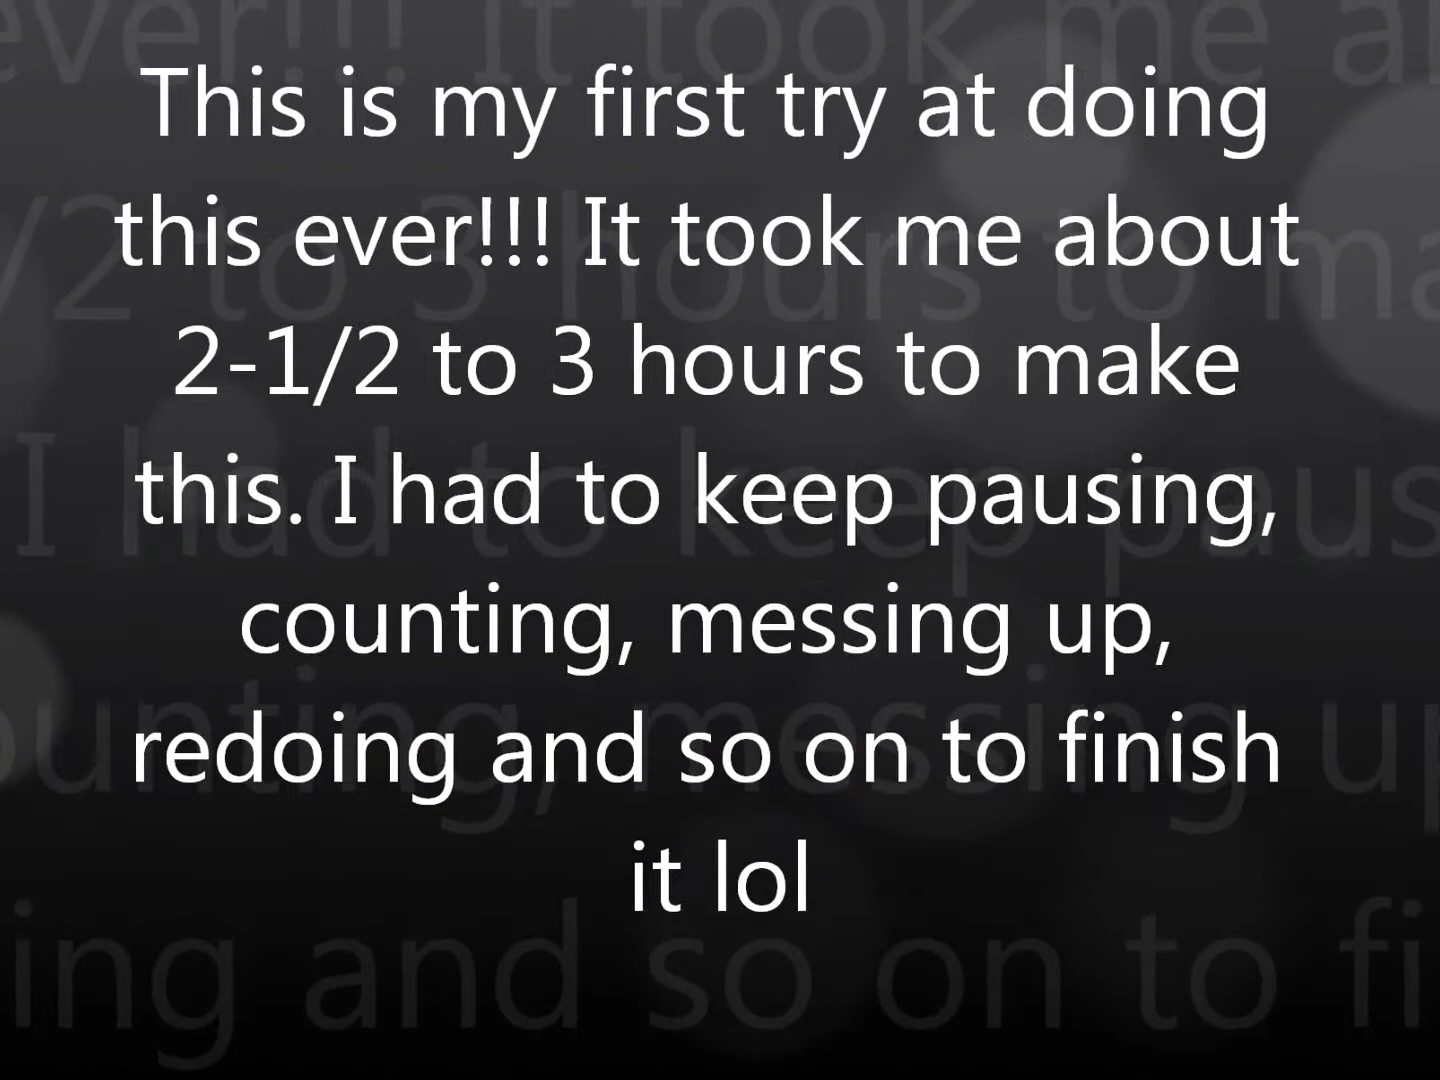 This is my first try at doing
this ever!!! It took me about
2-1/2 to 3 hours to make
this. I had to keep pausing,
counting, messing up,
redoing and so on to finish
it lol